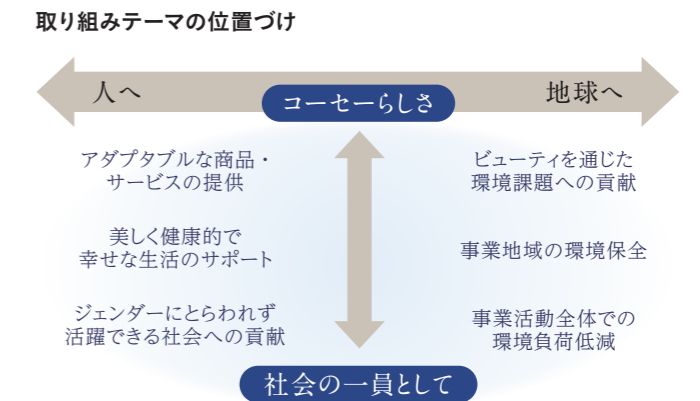 取り組みテーマの位置づけ
人へ
コーセーらしさ
地球へ
アダプタブルな商品・
サービスの提供
美しく健康的で
幸せな生活のサポート
ジェンダーにとらわれず
活躍できる社会への貢献
ビューティを通じた
環境課題への貢献
事業地域の環境保全
事業活動全体での
環境負荷低減
社会の一員として